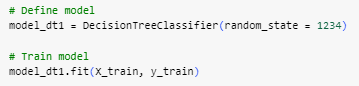 # Define model
model_dt1 = DecisionTreeClassifier(random_state = 1234)
# Train model
model_dt1.fit(X_train, y_train)